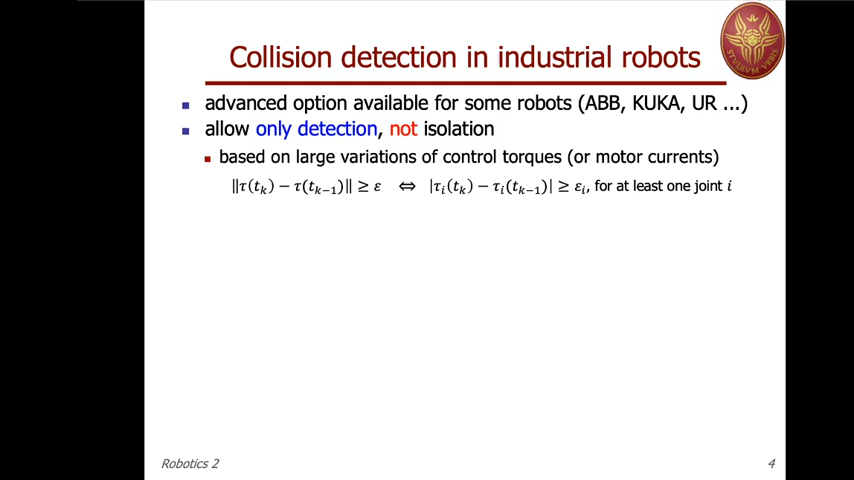 Collision detection in industrial robots
advanced option available for some robots (ABB, KUKA, UR ...)
allow only detection, not isolation
based on large variations of control torques (or motor currents)
‖τ(t_k) − τ(t_{k−1})‖ ≥ ε ⇔ |τ_i(t_k) − τ_i(t_{k−1})| ≥ ε_i, for at least one joint i
STVDIVM VRBIS
Robotics 2
4